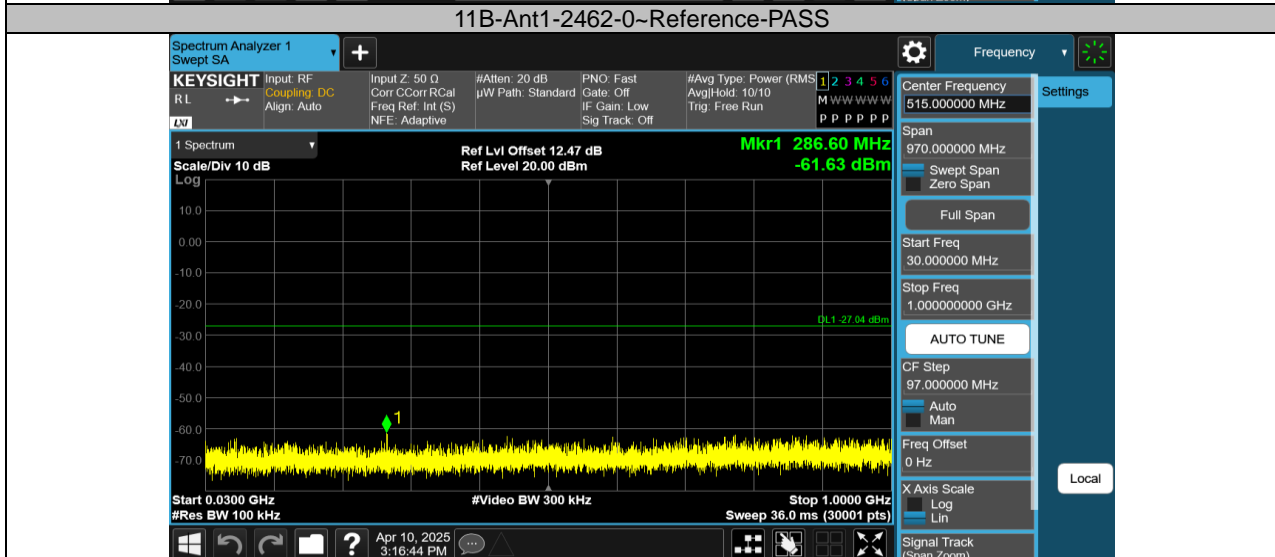 11B-Ant1-2462-0~Reference-PASS
Spectrum Analyzer 1
Swept SA
Frequency
KEYSIGHT
RL
LXI
Input: RF
Coupling: DC
Align: Auto
Input Z: 50 Ω
Corr CCorr RCal
Freq Ref: Int (S)
NFE: Adaptive
#Atten: 20 dB
µW Path: Standard
PNO: Fast
Gate: Off
IF Gain: Low
Sig Track: Off
#Avg Type: Power (RMS
Avg|Hold: 10/10
Trig: Free Run
1 2 3 4 5 6
M W W W W W
P P P P P P
1 Spectrum
Scale/Div 10 dB
Log
Ref Lvl Offset 12.47 dB
Ref Level 20.00 dBm
Mkr1 286.60 MHz
-61.63 dBm
10.0
0.00
-10.0
-20.0
DL1 -27.04 dBm
-30.0
-40.0
-50.0
1
-60.0
-70.0
Start 0.0300 GHz
#Res BW 100 kHz
#Video BW 300 kHz
Stop 1.0000 GHz
Sweep 36.0 ms (30001 pts)
Center Frequency
515.000000 MHz
Span
970.000000 MHz
Swept Span
Zero Span
Full Span
Start Freq
30.000000 MHz
Stop Freq
1.000000000 GHz
AUTO TUNE
CF Step
97.000000 MHz
Auto
Man
Freq Offset
0 Hz
X Axis Scale
Log
Lin
Signal Track
(Span Zoom)
Settings
Local
?
Apr 10, 2025
3:16:44 PM